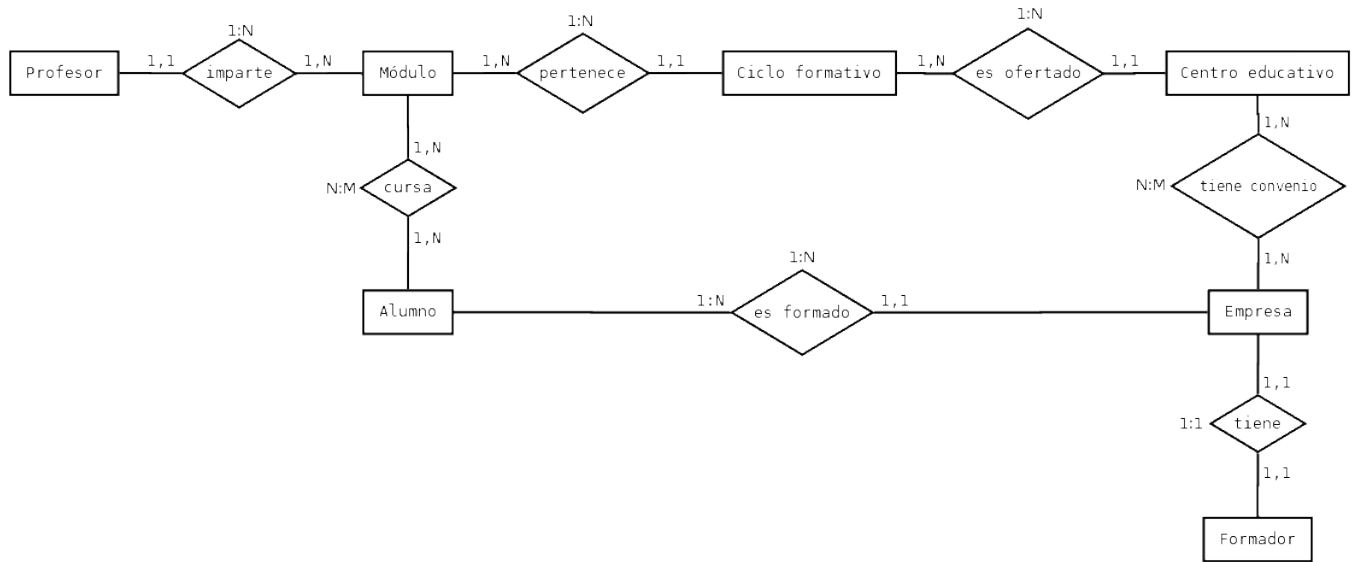 1:N
1:N
1:N
Profesor
1,1
imparte
1,N
Módulo
1,N
pertenece
1,1
Ciclo formativo
1,N
es ofertado
1,1
Centro educativo
1,N
1,N
N:M
cursa
N:M
tiene convenio
1,N
1,N
1:N
Alumno
1:N
es formado
1,1
Empresa
1,1
1:1
tiene
1,1
Formador